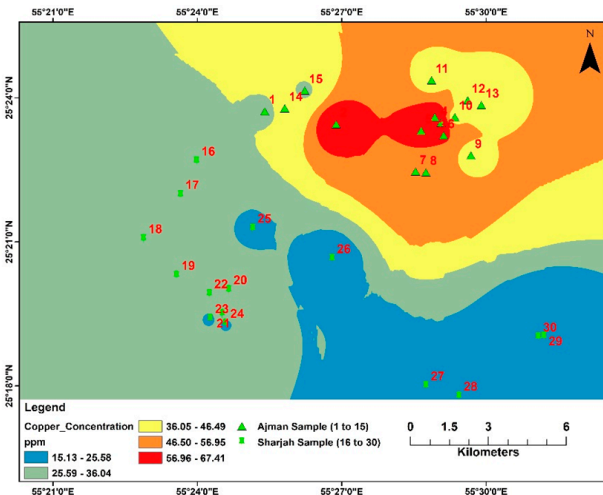 55°21'0"E 55°24'0"E 55°27'0"E 55°30'0"E
N
15
11
12
13
14
1
10
6
9
16
7 8
17
25
18
26
19
22 20
23 24
21
30
29
27
28
55°24'0"N
25°21'0"N
25°18'0"N
Legend
Copper_Concentration
ppm
15.13 - 25.58
25.59 - 36.04
36.05 - 46.49
46.50 - 56.95
56.96 - 67.41
Ajman Sample (1 to 15)
Sharjah Sample (16 to 30)
0 1.5 3 6
Kilometers
55°21'0"E 55°24'0"E 55°27'0"E 55°30'0"E